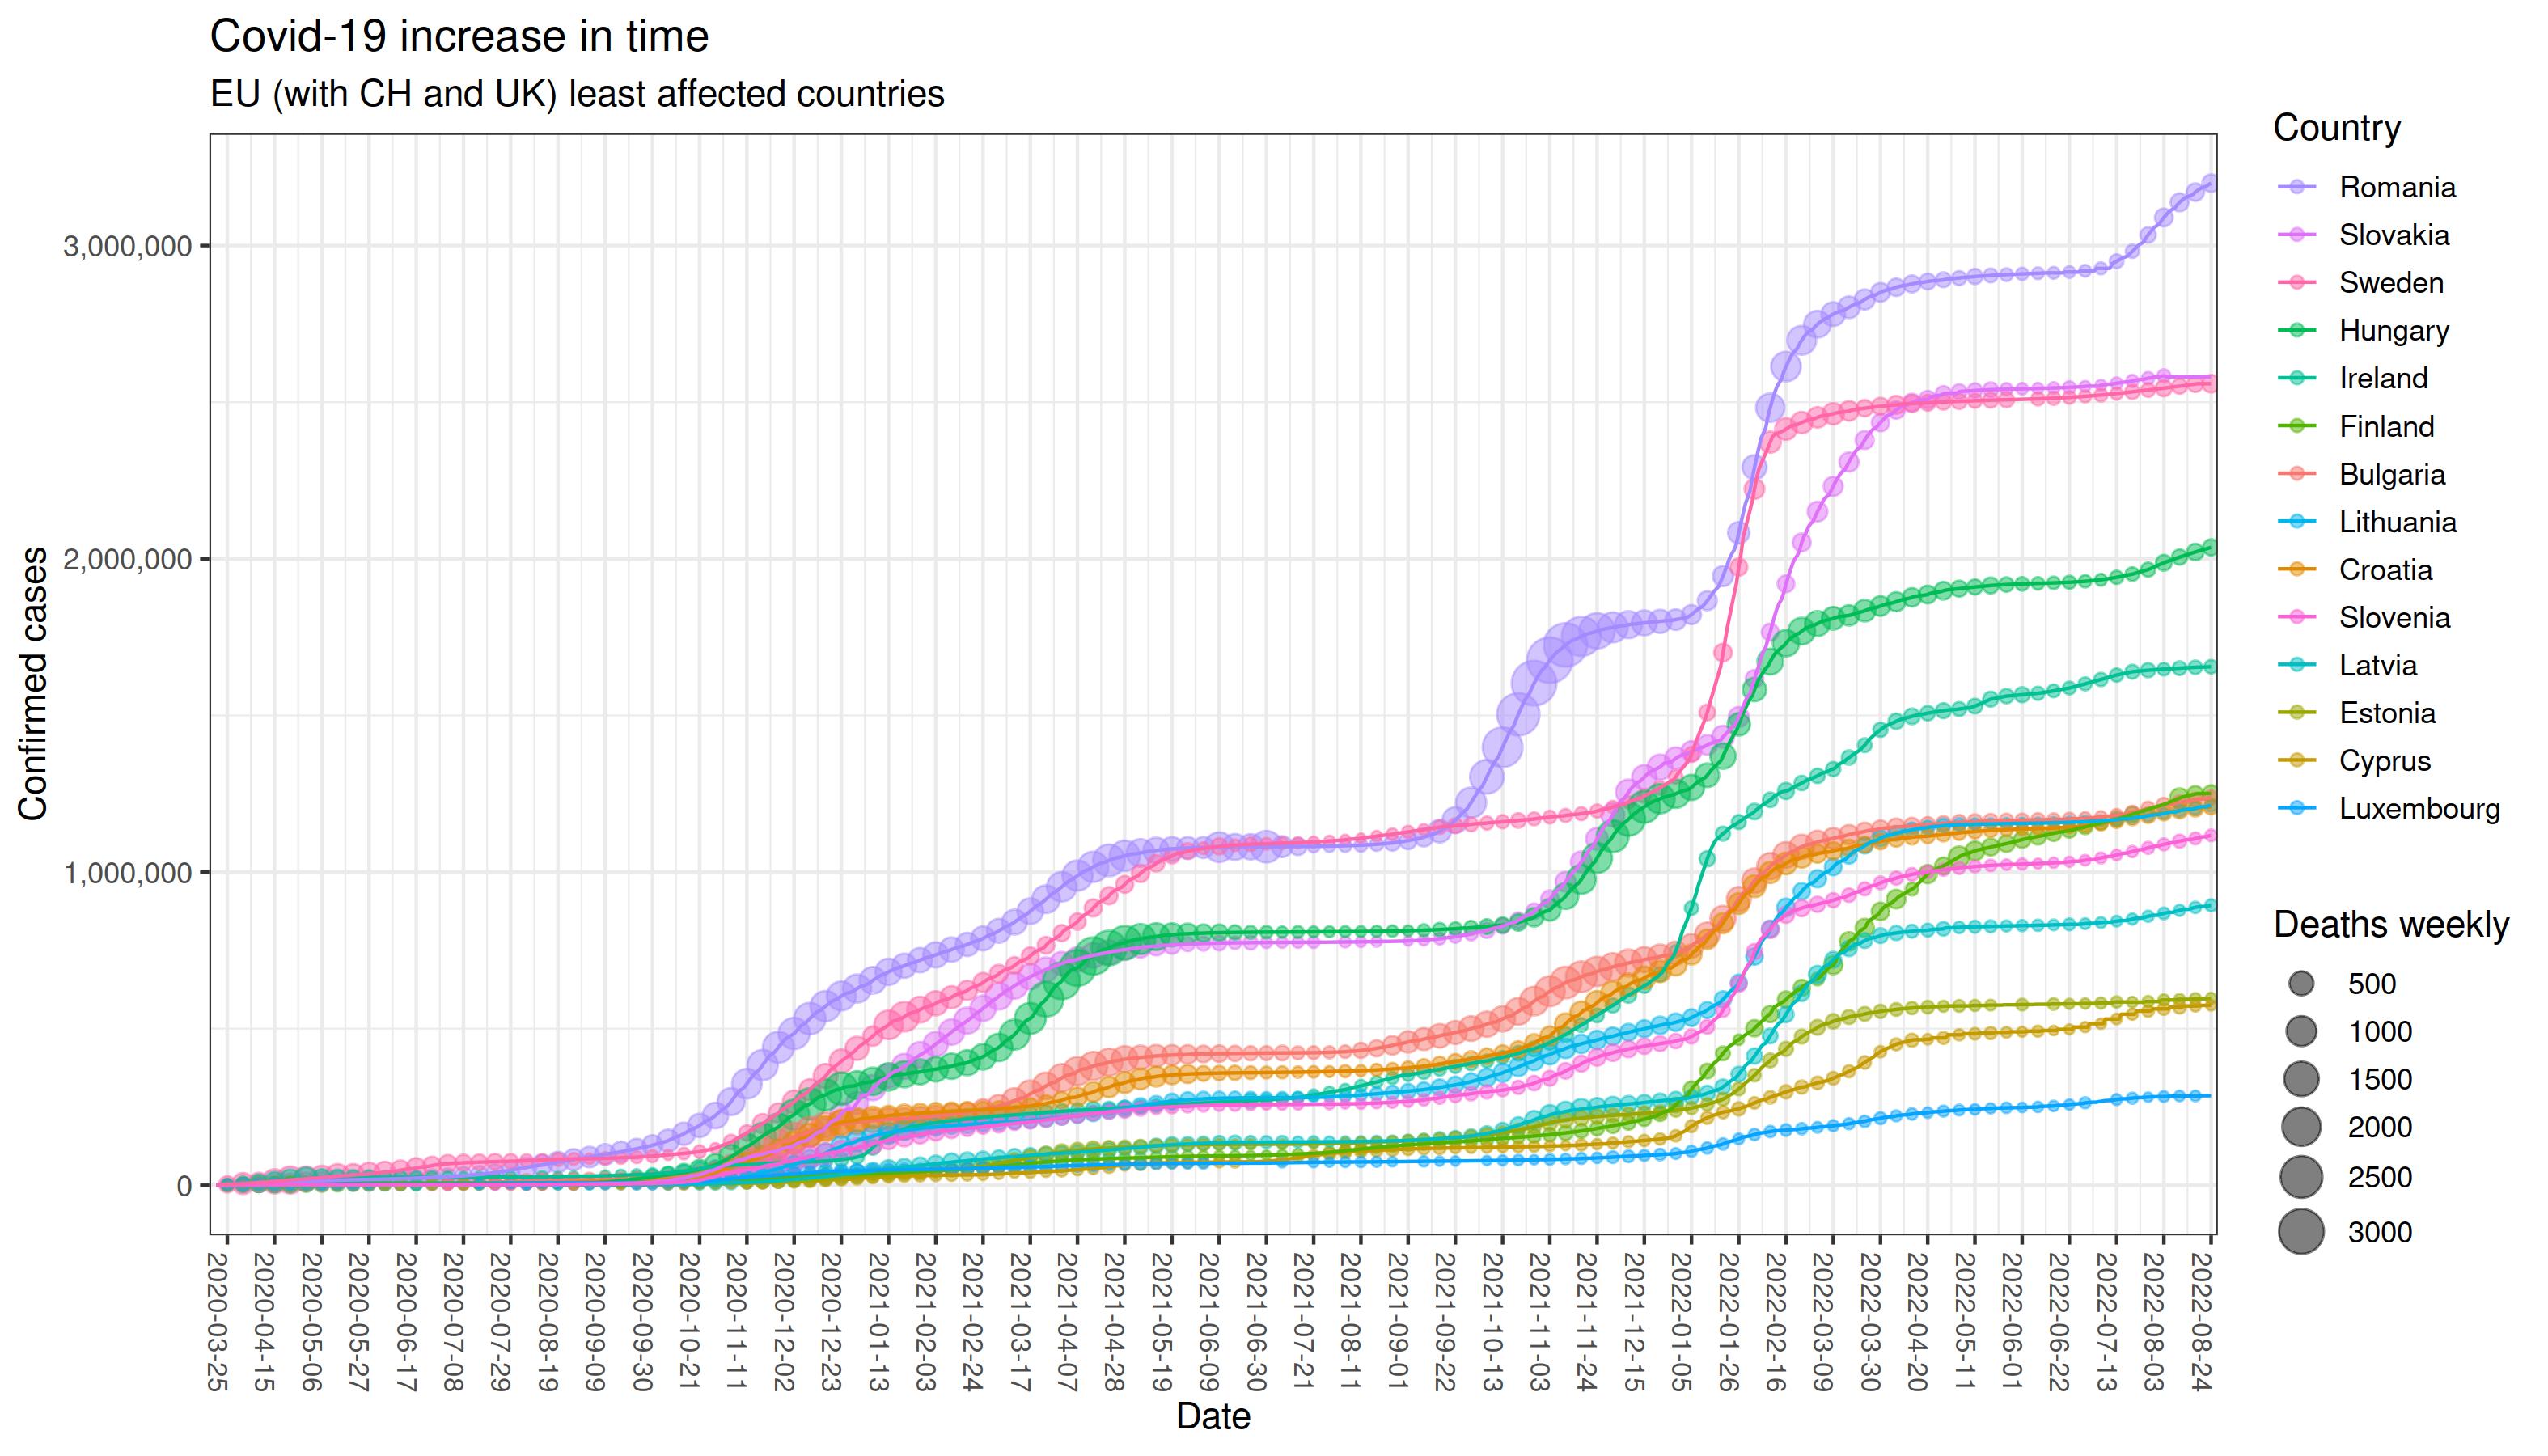 Covid-19 increase in time
EU (with CH and UK) least affected countries
Confirmed cases
3,000,000
2,000,000
1,000,000
0
2020-03-25
2020-04-15
2020-05-06
2020-05-27
2020-06-17
2020-07-08
2020-07-29
2020-08-19
2020-09-09
2020-09-30
2020-10-21
2020-11-11
2020-12-02
2020-12-23
2021-01-13
2021-02-03
2021-02-24
2021-03-17
2021-04-07
2021-04-28
2021-05-19
2021-06-09
2021-06-30
2021-07-21
2021-08-11
2021-09-01
2021-09-22
2021-10-13
2021-11-03
2021-11-24
2021-12-15
2022-01-05
2022-01-26
2022-02-16
2022-03-09
2022-03-30
2022-04-20
2022-05-11
2022-06-01
2022-06-22
2022-07-13
2022-08-03
2022-08-24
Date
Country
Romania
Slovakia
Sweden
Hungary
Ireland
Finland
Bulgaria
Lithuania
Croatia
Slovenia
Latvia
Estonia
Cyprus
Luxembourg
Deaths weekly
500
1000
1500
2000
2500
3000